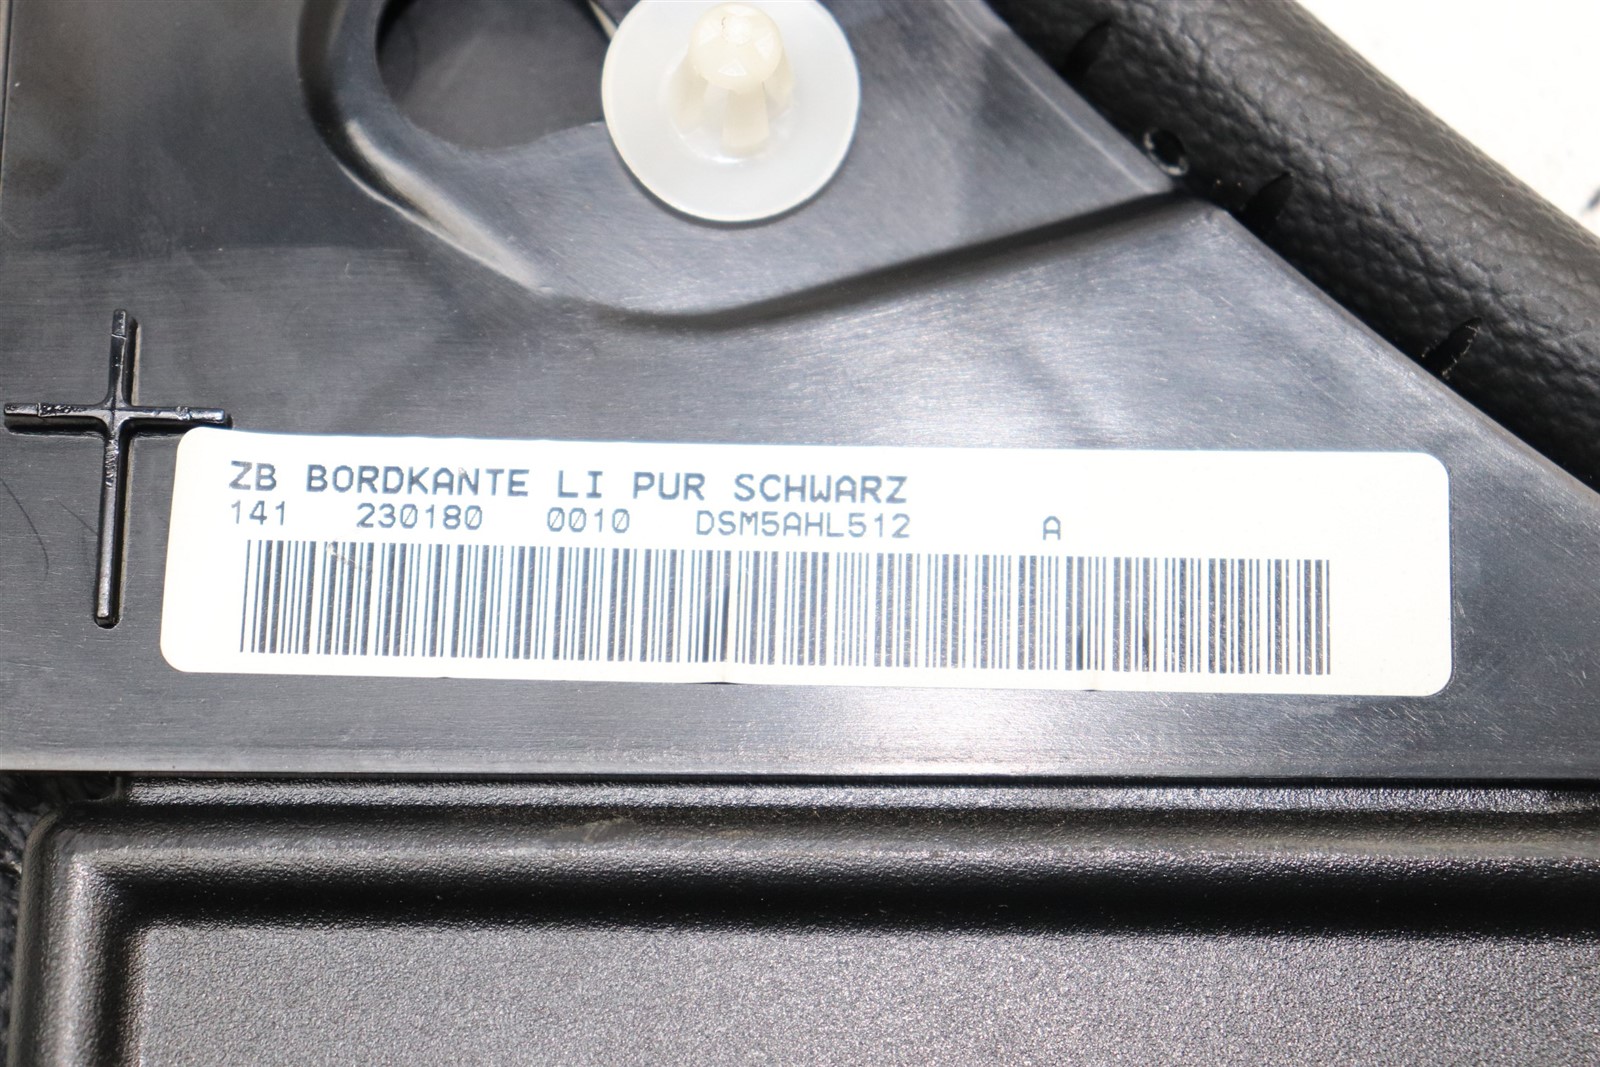 ZB BORDKANTE LI PUR SCHWARZ
141 230180 0010 DSM5AHL512 A